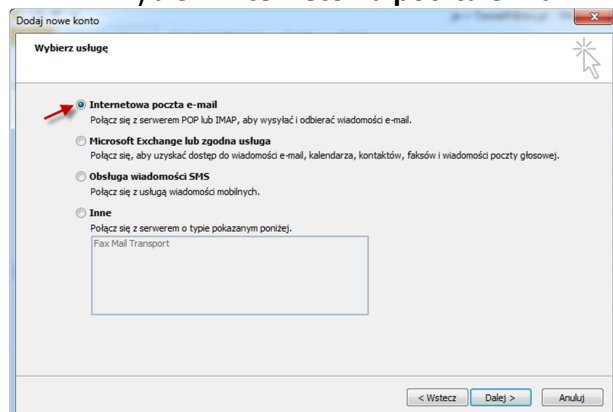 Dodaj nowe konto
Wybierz usługę
Internetowa poczta e-mail
Połącz się z serwerem POP lub IMAP, aby wysyłać i odbierać wiadomości e-mail.
Microsoft Exchange lub zgodna usługa
Połącz się, aby uzyskać dostęp do wiadomości e-mail, kalendarza, kontaktów, faksów i wiadomości poczty głosowej.
Obsługa wiadomości SMS
Połącz się z usługą wiadomości mobilnych.
Inne
Połącz się z serwerem o typie pokazanym poniżej.
Fax Mail Transport
< Wstecz Dalej > Anuluj